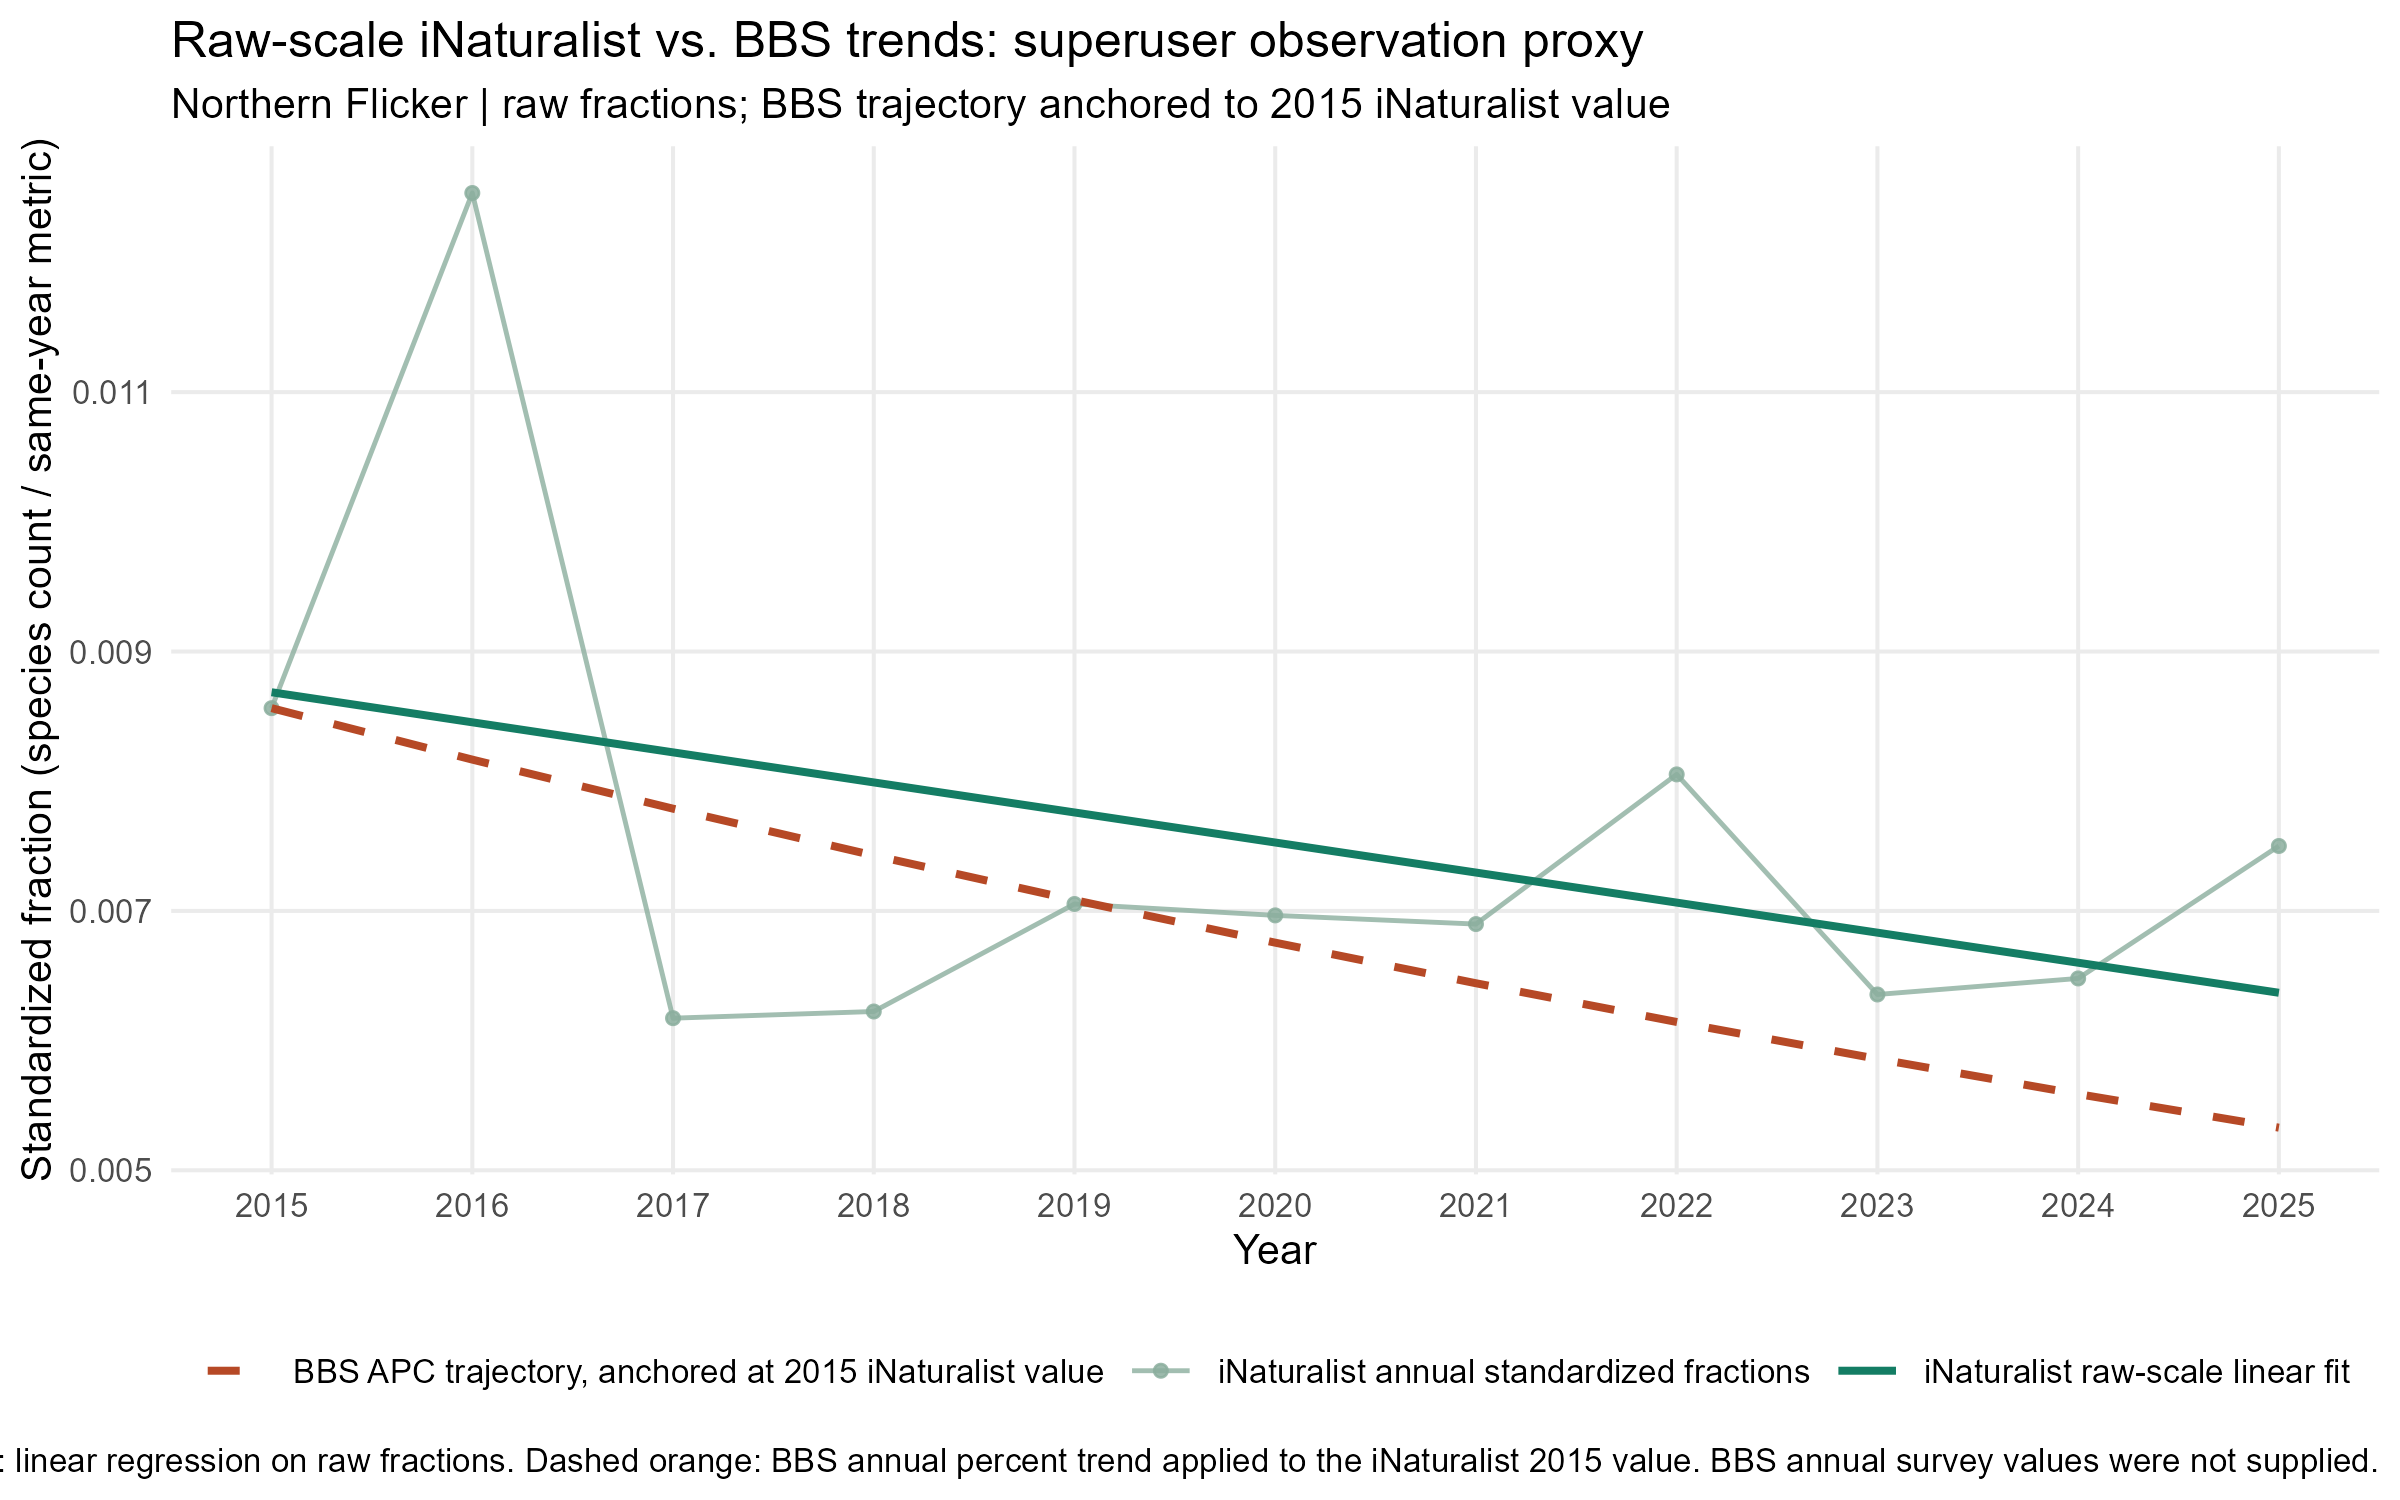 Raw-scale iNaturalist vs. BBS trends: superuser observation proxy
Northern Flicker | raw fractions; BBS trajectory anchored to 2015 iNaturalist value
Standardized fraction (species count / same-year metric)
0.011
0.009
0.007
0.005
2015 2016 2017 2018 2019 2020 2021 2022 2023 2024 2025
Year
BBS APC trajectory, anchored at 2015 iNaturalist value iNaturalist annual standardized fractions iNaturalist raw-scale linear fit
: linear regression on raw fractions. Dashed orange: BBS annual percent trend applied to the iNaturalist 2015 value. BBS annual survey values were not supplied.